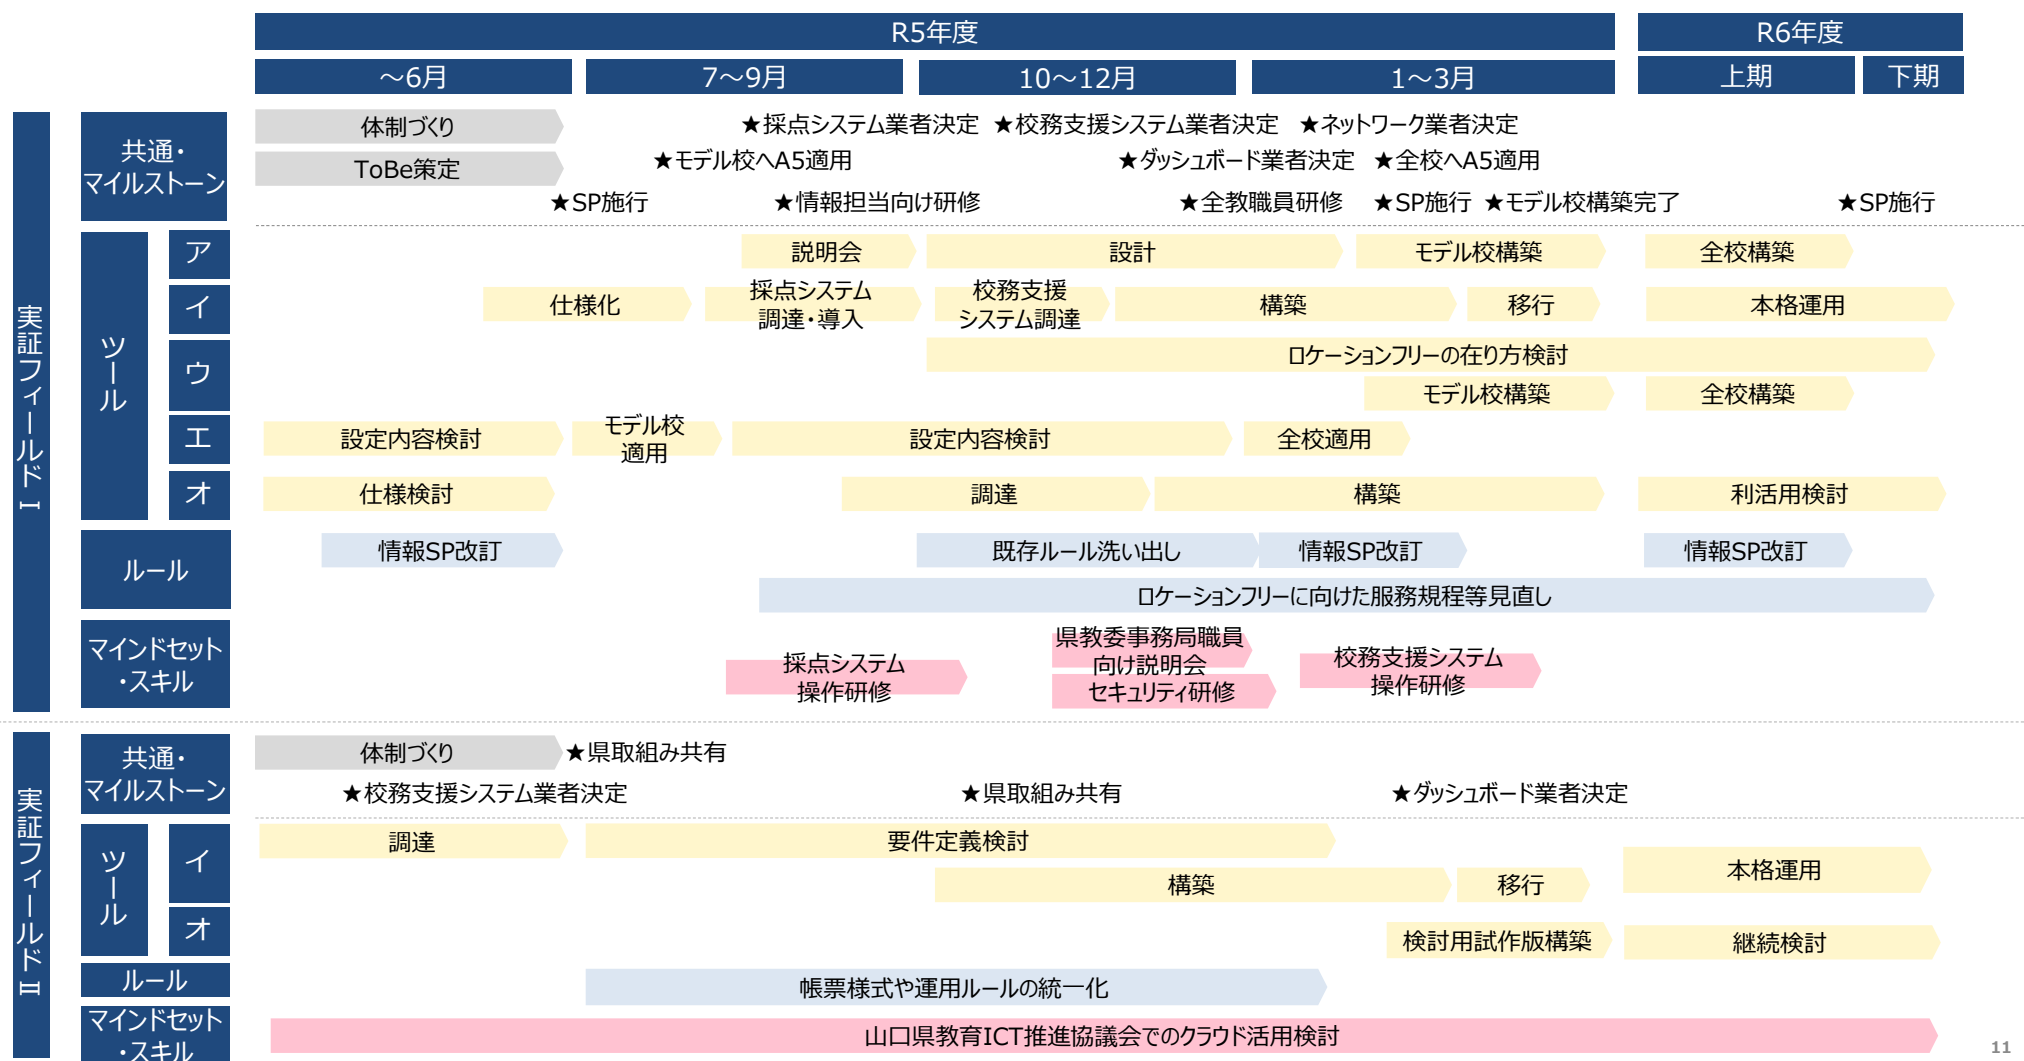 R5年度
R6年度
～6月
7～9月
10～12月
1～3月
上期
下期
実証フィールドⅠ
共通・
マイルストーン
体制づくり
★採点システム業者決定
★校務支援システム業者決定
★ネットワーク業者決定
ToBe策定
★モデル校へA5適用
★ダッシュボード業者決定
★全校へA5適用
★SP施行
★情報担当向け研修
★全教職員研修
★SP施行
★モデル校構築完了
★SP施行
ツール
ア
説明会
設計
モデル校構築
全校構築
イ
仕様化
採点システム
調達・導入
校務支援
システム調達
構築
移行
本格運用
ウ
ロケーションフリーの在り方検討
モデル校構築
全校構築
エ
設定内容検討
モデル校
適用
設定内容検討
全校適用
オ
仕様検討
調達
構築
利活用検討
ルール
情報SP改訂
既存ルール洗い出し
情報SP改訂
情報SP改訂
ロケーションフリーに向けた服務規程等見直し
マインドセット
・スキル
採点システム
操作研修
県教委事務局職員
向け説明会
セキュリティ研修
校務支援システム
操作研修
実証フィールドⅡ
共通・
マイルストーン
体制づくり
★県取組み共有
★校務支援システム業者決定
★県取組み共有
★ダッシュボード業者決定
ツール
イ
調達
要件定義検討
構築
移行
本格運用
オ
検討用試作版構築
継続検討
ルール
帳票様式や運用ルールの統一化
マインドセット
・スキル
山口県教育ICT推進協議会でのクラウド活用検討
11